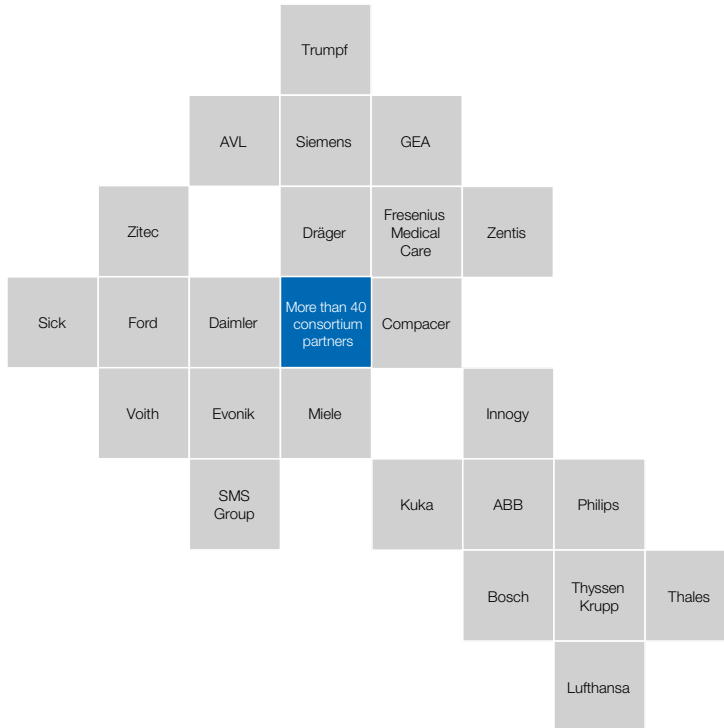 Trumpf
AVL
Siemens
GEA
Zitec
Dräger
Fresenius
Medical
Care
Zentis
Sick
Ford
Daimler
More than 40
consortium
partners
Compacer
Voith
Evonik
Miele
Innogy
SMS
Group
Kuka
ABB
Philips
Bosch
Thyssen
Krupp
Thales
Lufthansa